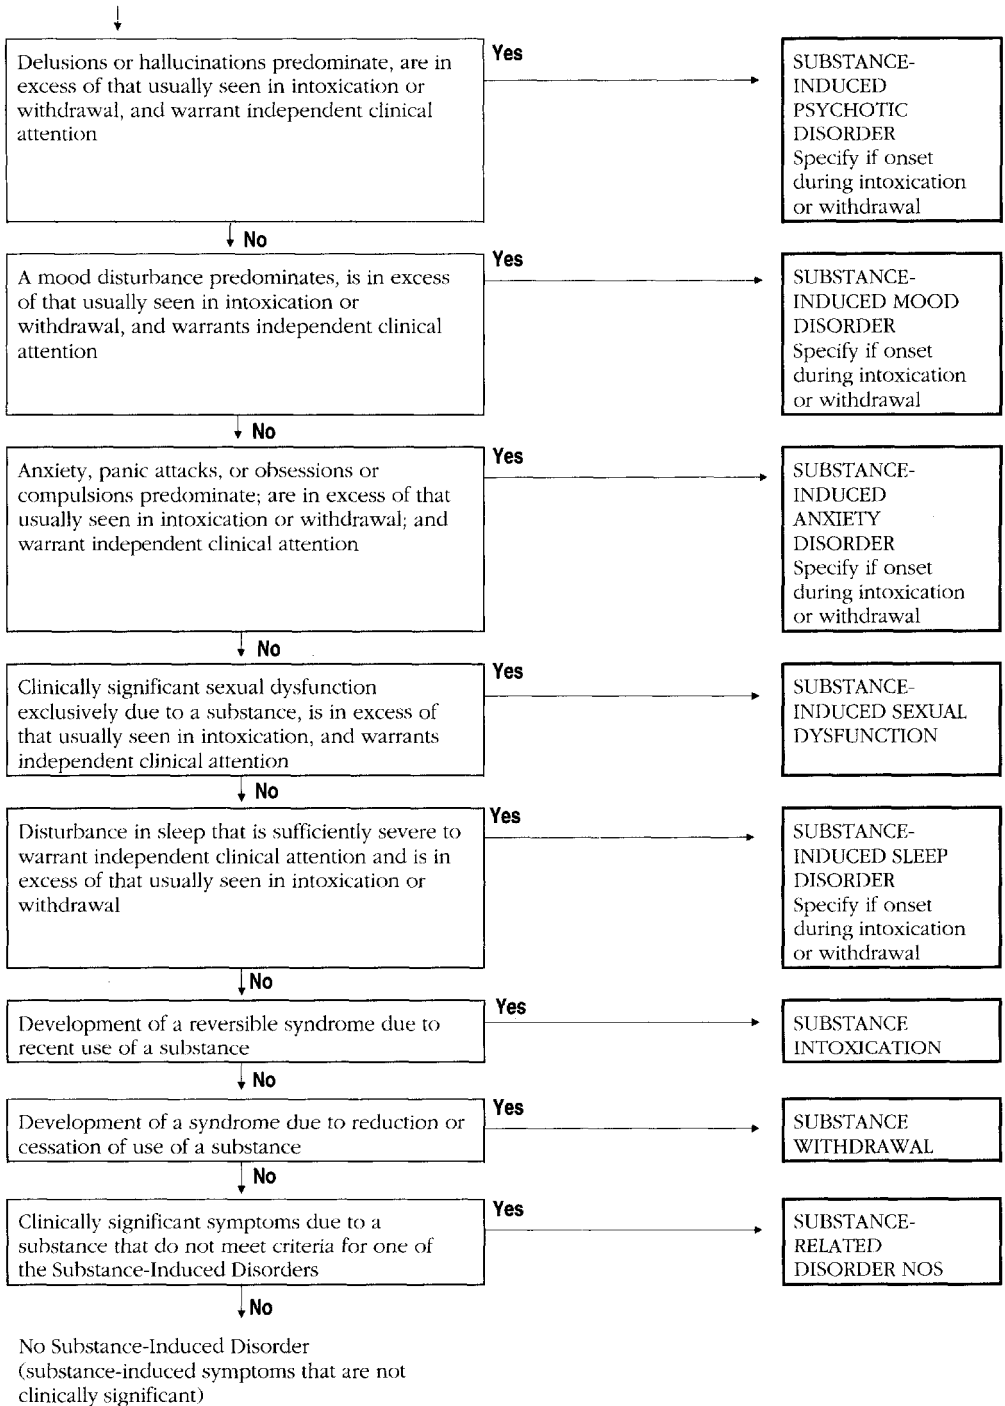 Delusions or hallucinations predominate, are in
excess of that usually seen in intoxication or
withdrawal, and warrant independent clinical
attention
Yes
SUBSTANCE-
INDUCED
PSYCHOTIC
DISORDER
Specify if onset
during intoxication
or withdrawal
No
A mood disturbance predominates, is in excess
of that usually seen in intoxication or
withdrawal, and warrants independent clinical
attention
Yes
SUBSTANCE-
INDUCED MOOD
DISORDER
Specify if onset
during intoxication
or withdrawal
No
Anxiety, panic attacks, or obsessions or
compulsions predominate; are in excess of that
usually seen in intoxication or withdrawal; and
warrant independent clinical attention
Yes
SUBSTANCE-
INDUCED
ANXIETY
DISORDER
Specify if onset
during intoxication
or withdrawal
No
Clinically significant sexual dysfunction
exclusively due to a substance, is in excess of
that usually seen in intoxication, and warrants
independent clinical attention
Yes
SUBSTANCE-
INDUCED SEXUAL
DYSFUNCTION
No
Disturbance in sleep that is sufficiently severe to
warrant independent clinical attention and is in
excess of that usually seen in intoxication or
withdrawal
Yes
SUBSTANCE-
INDUCED SLEEP
DISORDER
Specify if onset
during intoxication
or withdrawal
No
Development of a reversible syndrome due to
recent use of a substance
Yes
SUBSTANCE
INTOXICATION
No
Development of a syndrome due to reduction or
cessation of use of a substance
Yes
SUBSTANCE
WITHDRAWAL
No
Clinically significant symptoms due to a
substance that do not meet criteria for one of
the Substance-Induced Disorders
Yes
SUBSTANCE-
RELATED
DISORDER NOS
No
No Substance-Induced Disorder
(substance-induced symptoms that are not
clinically significant)